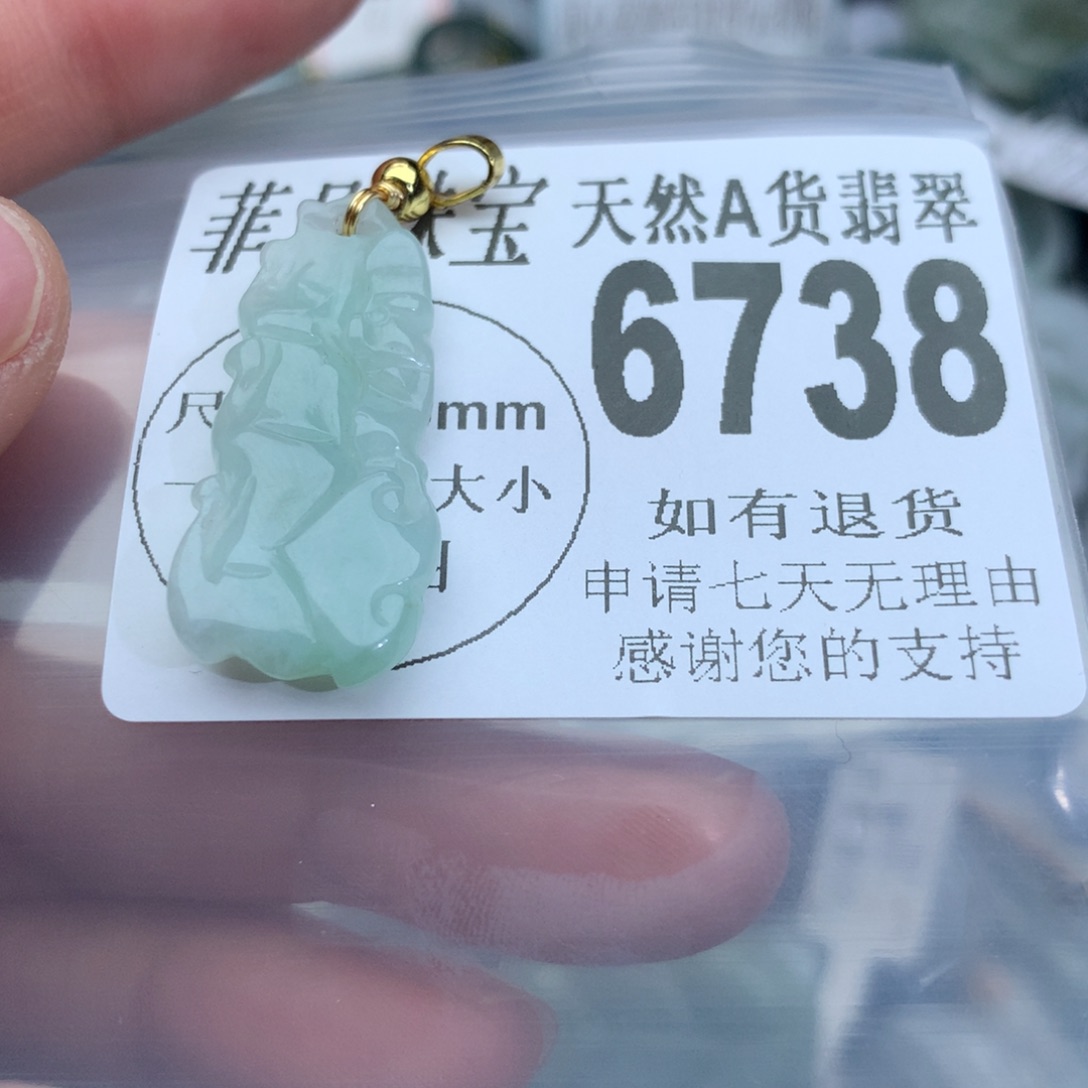 菲 宝 天然A货翡翠
6738
尺 mm
大小
如有退货
申请七天无理由
感谢您的支持